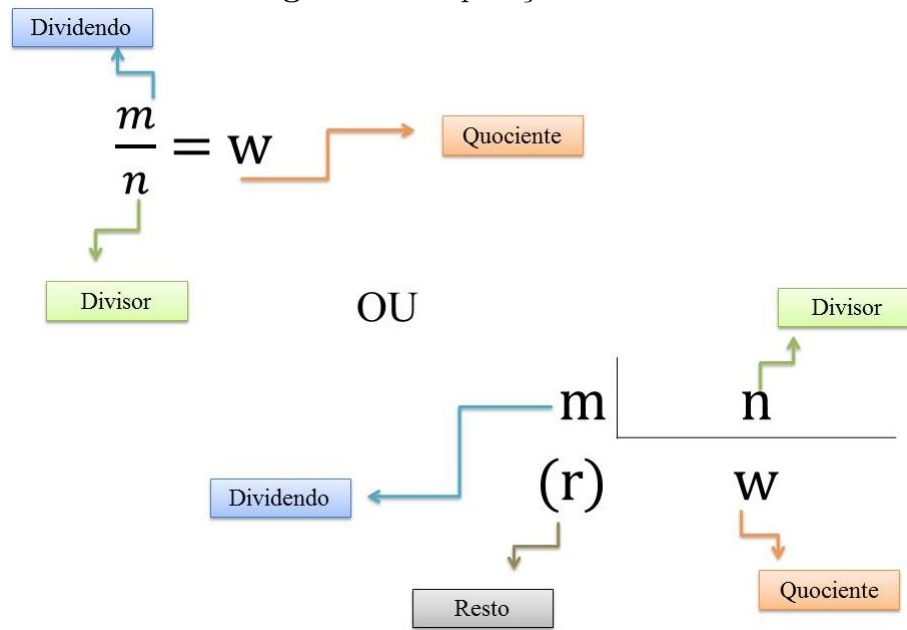 Dividendo
m
n
= w
Quociente
Divisor
OU
Divisor
m n
(r) w
Dividendo
Resto
Quociente